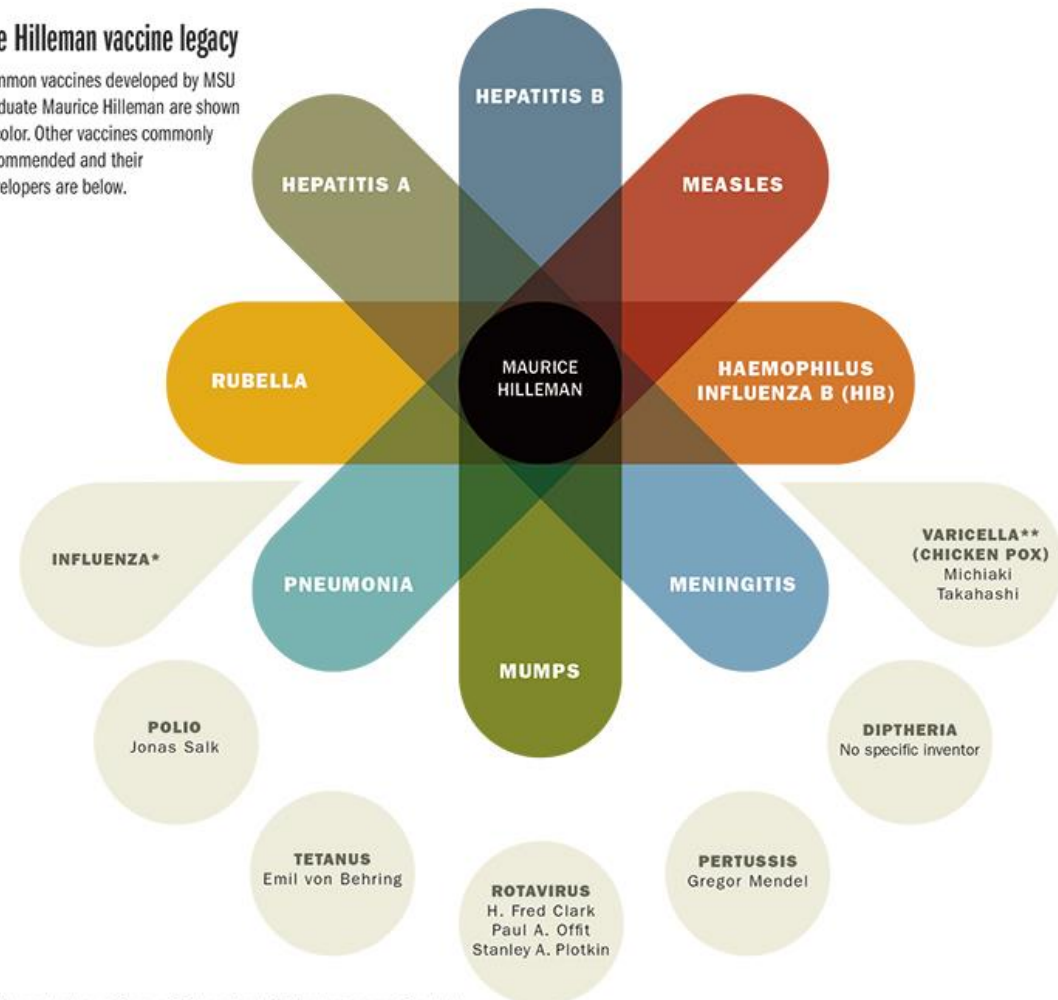 e Hilleman vaccine legacy
mmon vaccines developed by MSU
duate Maurice Hilleman are shown
color. Other vaccines commonly
ommended and their
elopers are below.
HEPATITIS B
HEPATITIS A
MEASLES
RUBELLA
MAURICE
HILLEMAN
HAEMOPHILUS
INFLUENZA B (HIB)
INFLUENZA*
PNEUMONIA
MENINGITIS
VARICELLA**
(CHICKEN POX)
Michiaki
Takahashi
MUMPS
POLIO
Jonas Salk
DIPTHERIA
No specific inventor
TETANUS
Emil von Behring
ROTAVIRUS
H. Fred Clark
Paul A. Offit
Stanley A. Plotkin
PERTUSSIS
Gregor Mendel